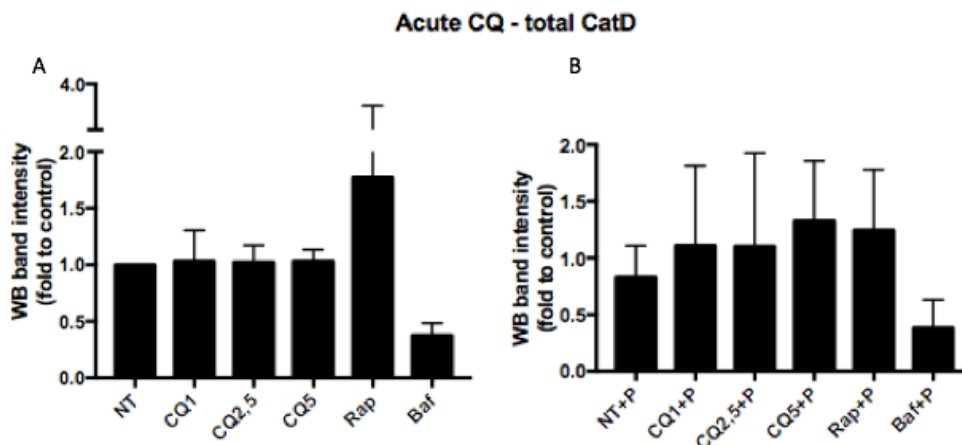 Acute CQ - total CatD
A
WB band intensity
(fold to control)
4.0
2.0
1.5
1.0
0.5
0.0
NT
CQ1
CQ2,5
CQ5
Rap
Baf
B
WB band intensity
(fold to control)
2.0
1.5
1.0
0.5
0.0
NT+P
CQ1+P
CQ2,5+P
CQ5+P
Rap+P
Baf+P